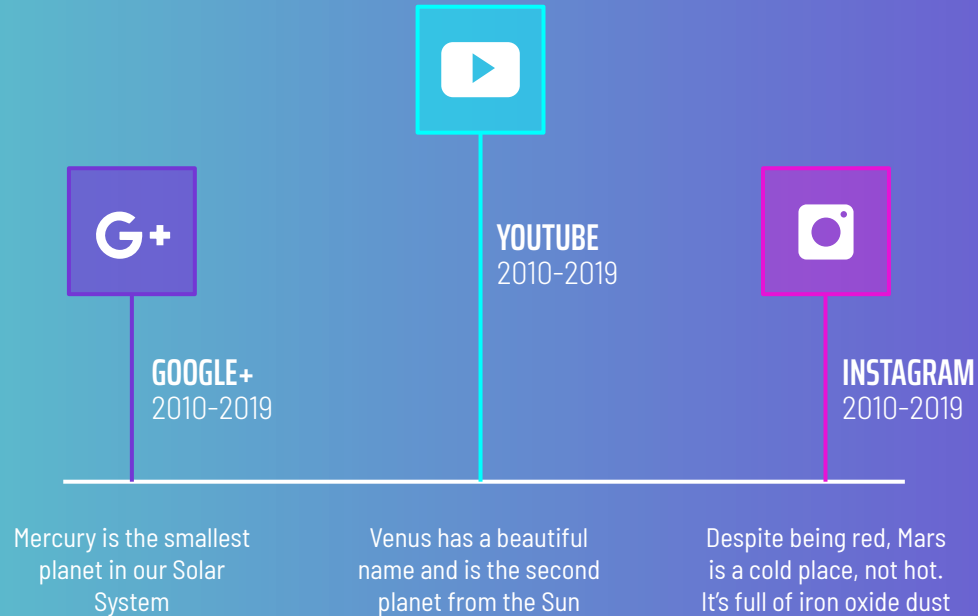 G+
YOUTUBE
2010-2019
GOOGLE+
2010-2019
INSTAGRAM
2010-2019
Mercury is the smallest
planet in our Solar
System
Venus has a beautiful
name and is the second
planet from the Sun
Despite being red, Mars
is a cold place, not hot.
It’s full of iron oxide dust